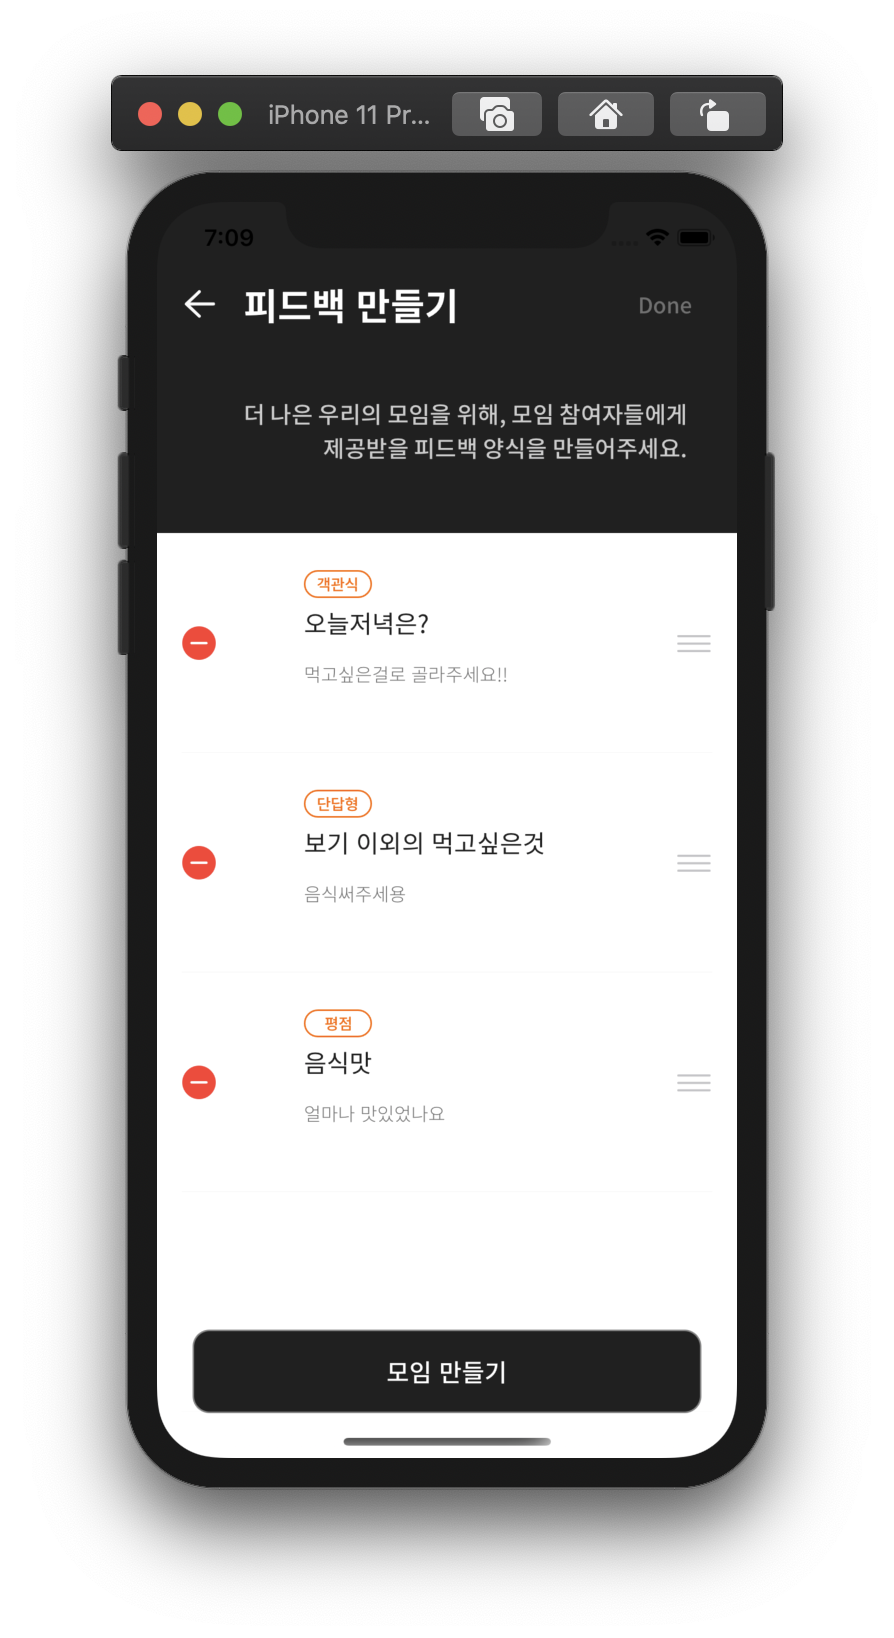 iPhone 11 Pr...
7:09
피드백 만들기
Done
더 나은 우리의 모임을 위해, 모임 참여자들에게
제공받을 피드백 양식을 만들어주세요.
객관식
오늘저녁은?
먹고싶은걸로 골라주세요!!
단답형
보기 이외의 먹고싶은것
음식써주세용
평점
음식맛
얼마나 맛있었나요
모임 만들기